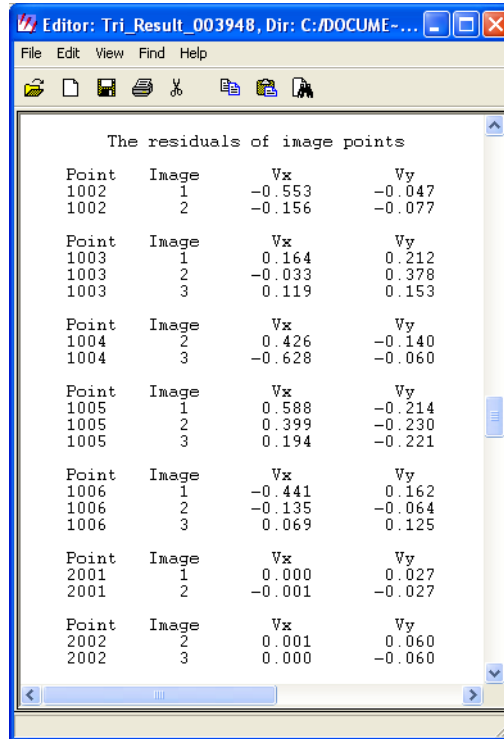 Editor: Tri_Result_003948, Dir: C:/DOCUME~...
File Edit View Find Help
The residuals of image points
Point Image Vx Vy
1002 1 -0.553 -0.047
1002 2 -0.156 -0.077
Point Image Vx Vy
1003 1 0.164 0.212
1003 2 -0.033 0.378
1003 3 0.119 0.153
Point Image Vx Vy
1004 2 0.426 -0.140
1004 3 -0.628 -0.060
Point Image Vx Vy
1005 1 0.588 -0.214
1005 2 0.399 -0.230
1005 3 0.194 -0.221
Point Image Vx Vy
1006 1 -0.441 0.162
1006 2 -0.135 -0.064
1006 3 0.069 0.125
Point Image Vx Vy
2001 1 0.000 0.027
2001 2 -0.001 -0.027
Point Image Vx Vy
2002 2 0.001 0.060
2002 3 0.000 -0.060